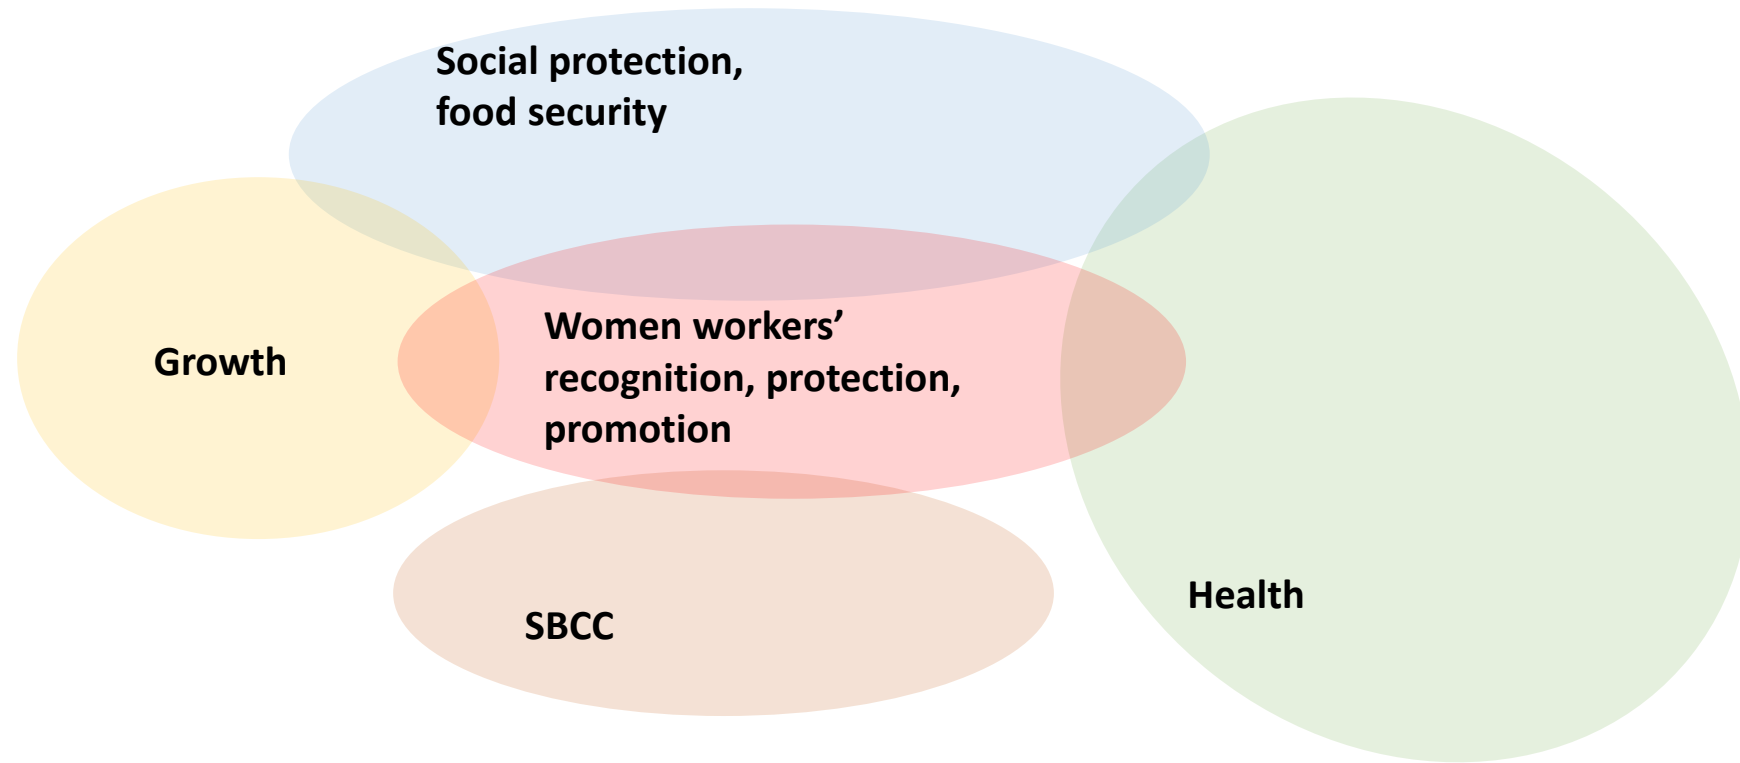 Social protection,
food security
Growth
Women workers’
recognition, protection,
promotion
Health
SBCC